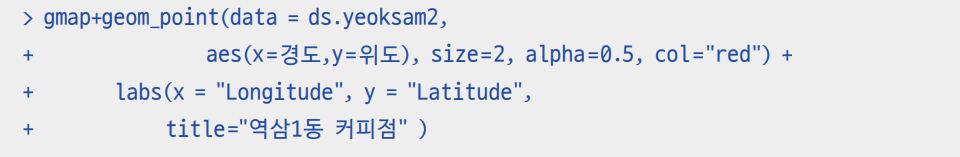 > gmap+geom_point(data = ds.yeoksam2,
+ aes(x=경도,y=위도), size=2, alpha=0.5, col="red") +
+ labs(x = "Longitude", y = "Latitude",
+ title="역삼1동 커피점" )